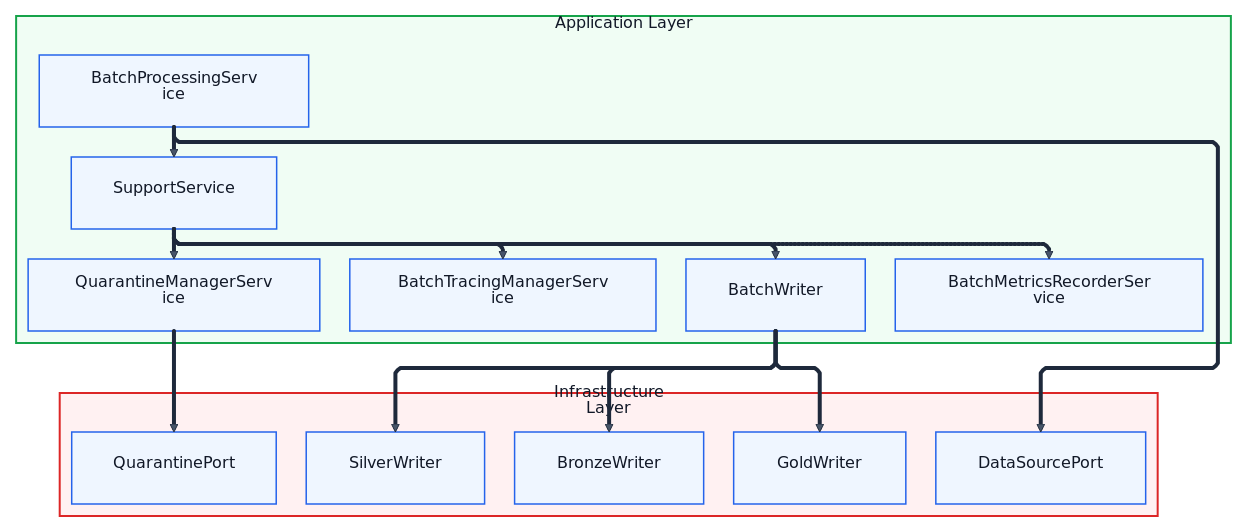 Application Layer
BatchProcessingServ
ice
SupportService
QuarantineManagerServ
ice
BatchTracingManagerServ
ice
BatchWriter
BatchMetricsRecorderSer
vice
Infrastructure
Layer
QuarantinePort
SilverWriter
BronzeWriter
GoldWriter
DataSourcePort